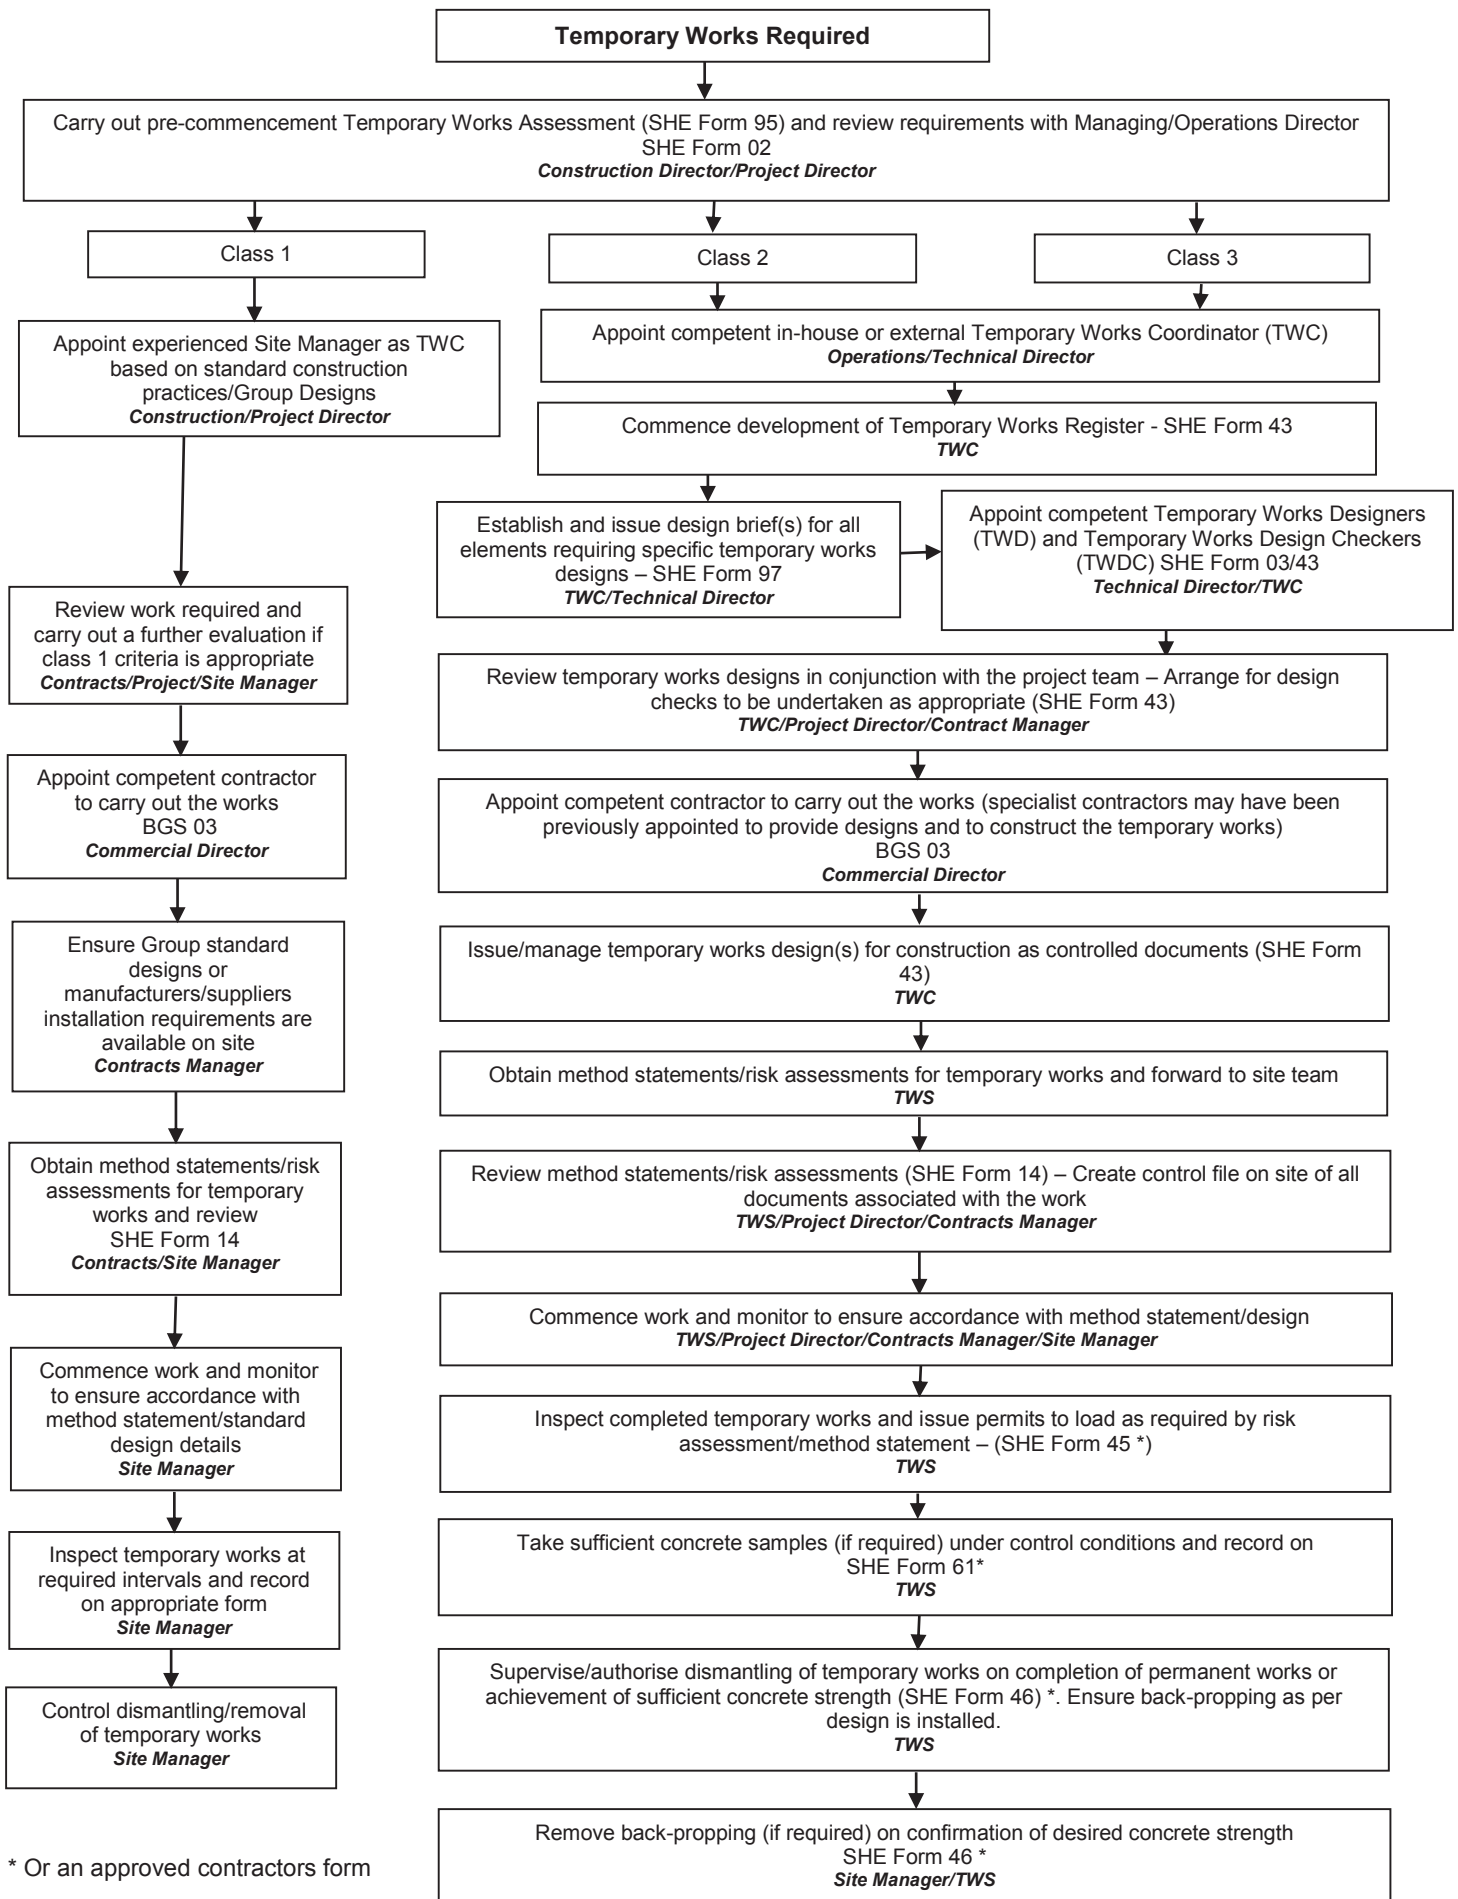 Temporary Works Required
Carry out pre-commencement Temporary Works Assessment (SHE Form 95) and review requirements with Managing/Operations Director
SHE Form 02
Construction Director/Project Director
Class 1
Class 2
Class 3
Appoint experienced Site Manager as TWC
based on standard construction
practices/Group Designs
Construction/Project Director
Review work required and
carry out a further evaluation if
class 1 criteria is appropriate
Contracts/Project/Site Manager
Appoint competent contractor
to carry out the works
BGS 03
Commercial Director
Ensure Group standard
designs or
manufacturers/suppliers
installation requirements are
available on site
Contracts Manager
Obtain method statements/risk
assessments for temporary
works and review
SHE Form 14
Contracts/Site Manager
Commence work and monitor
to ensure accordance with
method statement/standard
design details
Site Manager
Inspect temporary works at
required intervals and record
on appropriate form
Site Manager
Control dismantling/removal
of temporary works
Site Manager
Appoint competent in-house or external Temporary Works Coordinator (TWC)
Operations/Technical Director
Commence development of Temporary Works Register - SHE Form 43
TWC
Establish and issue design brief(s) for all
elements requiring specific temporary works
designs – SHE Form 97
TWC/Technical Director
Appoint competent Temporary Works Designers
(TWD) and Temporary Works Design Checkers
(TWDC) SHE Form 03/43
Technical Director/TWC
Review temporary works designs in conjunction with the project team – Arrange for design
checks to be undertaken as appropriate (SHE Form 43)
TWC/Project Director/Contract Manager
Appoint competent contractor to carry out the works (specialist contractors may have been
previously appointed to provide designs and to construct the temporary works)
BGS 03
Commercial Director
Issue/manage temporary works design(s) for construction as controlled documents (SHE Form
43)
TWC
Obtain method statements/risk assessments for temporary works and forward to site team
TWS
Review method statements/risk assessments (SHE Form 14) – Create control file on site of all
documents associated with the work
TWS/Project Director/Contracts Manager
Commence work and monitor to ensure accordance with method statement/design
TWS/Project Director/Contracts Manager/Site Manager
Inspect completed temporary works and issue permits to load as required by risk
assessment/method statement – (SHE Form 45 *)
TWS
Take sufficient concrete samples (if required) under control conditions and record on
SHE Form 61*
TWS
Supervise/authorise dismantling of temporary works on completion of permanent works or
achievement of sufficient concrete strength (SHE Form 46) *. Ensure back-propping as per
design is installed.
TWS
Remove back-propping (if required) on confirmation of desired concrete strength
SHE Form 46 *
Site Manager/TWS
* Or an approved contractors form